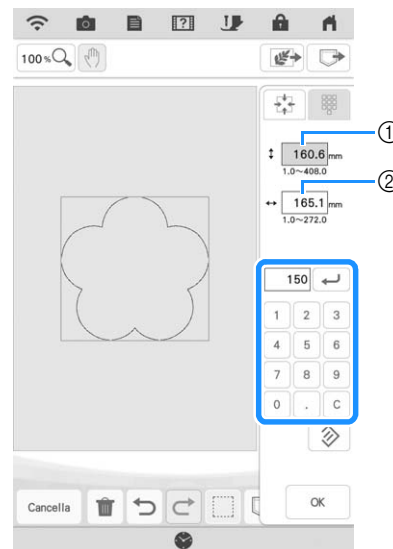 ?
100 %
①
↕ 160.6 mm
1.0~408.0
②
↔ 165.1 mm
1.0~272.0
150
1 2 3
4 5 6
7 8 9
0 . C
Cancella
OK